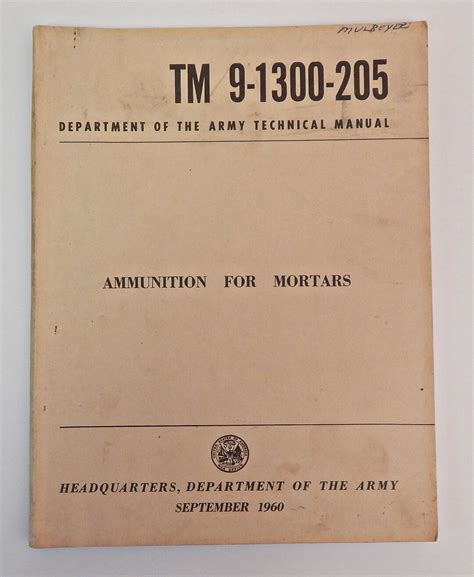 MULBEYER
TM 9-1300-205
DEPARTMENT OF THE ARMY TECHNICAL MANUAL
AMMUNITION FOR MORTARS
HEADQUARTERS, DEPARTMENT OF THE ARMY
SEPTEMBER 1960